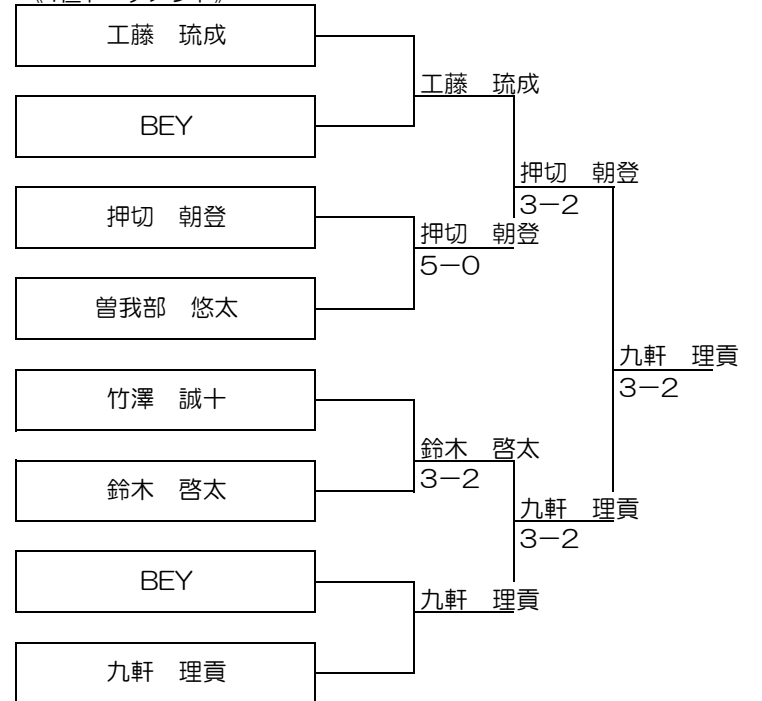 工藤　琉成
工藤　琉成
BEY
押切　朝登
3－2
押切　朝登
押切　朝登
5－0
曽我部　悠太
九軒　理貢
3－2
竹澤　誠十
鈴木　啓太
3－2
鈴木　啓太
九軒　理貢
3－2
BEY
九軒　理貢
九軒　理貢